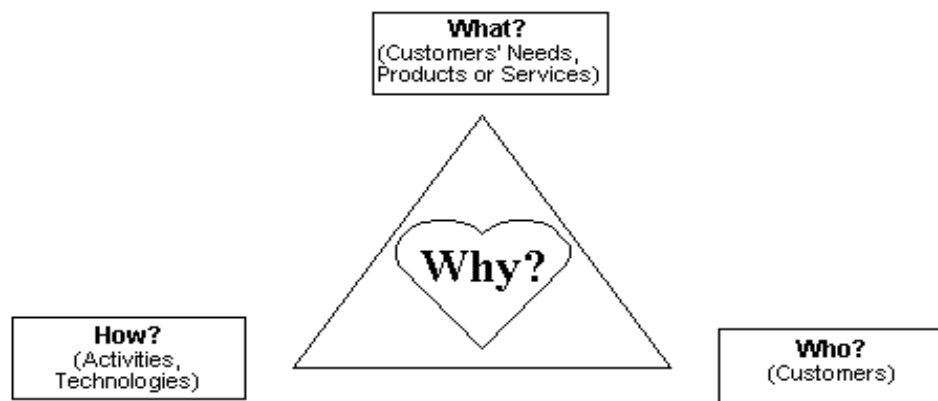 What?
(Customers' Needs,
Products or Services)
Why?
How?
(Activities,
Technologies)
Who?
(Customers)